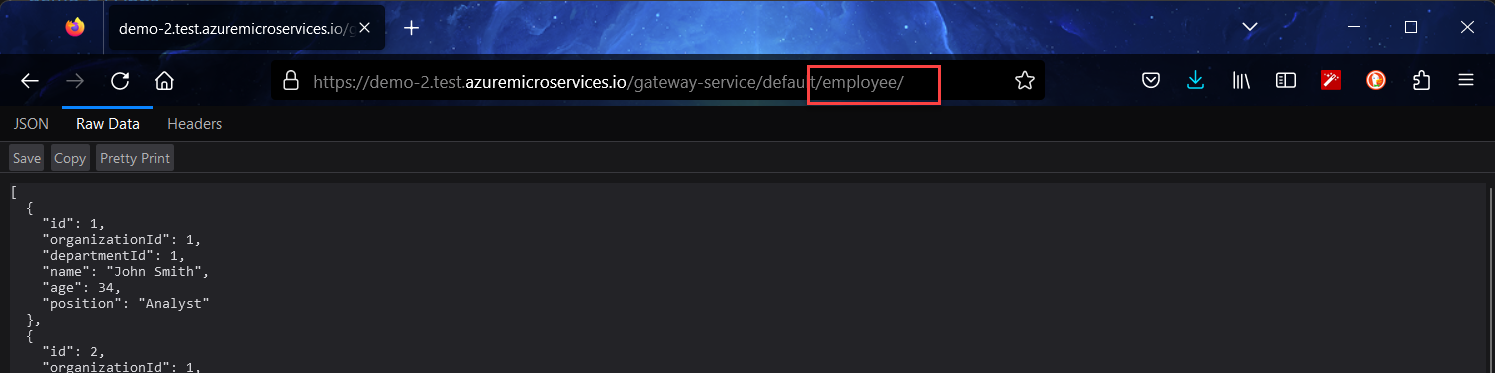 demo-2.test.azuremicroservices.io/g
https://demo-2.test.azuremicroservices.io/gateway-service/default/employee/
JSON Raw Data Headers
Save Copy Pretty Print
[
{
"id": 1,
"organizationId": 1,
"departmentId": 1,
"name": "John Smith",
"age": 34,
"position": "Analyst"
},
{
"id": 2,
"organizationId": 1,